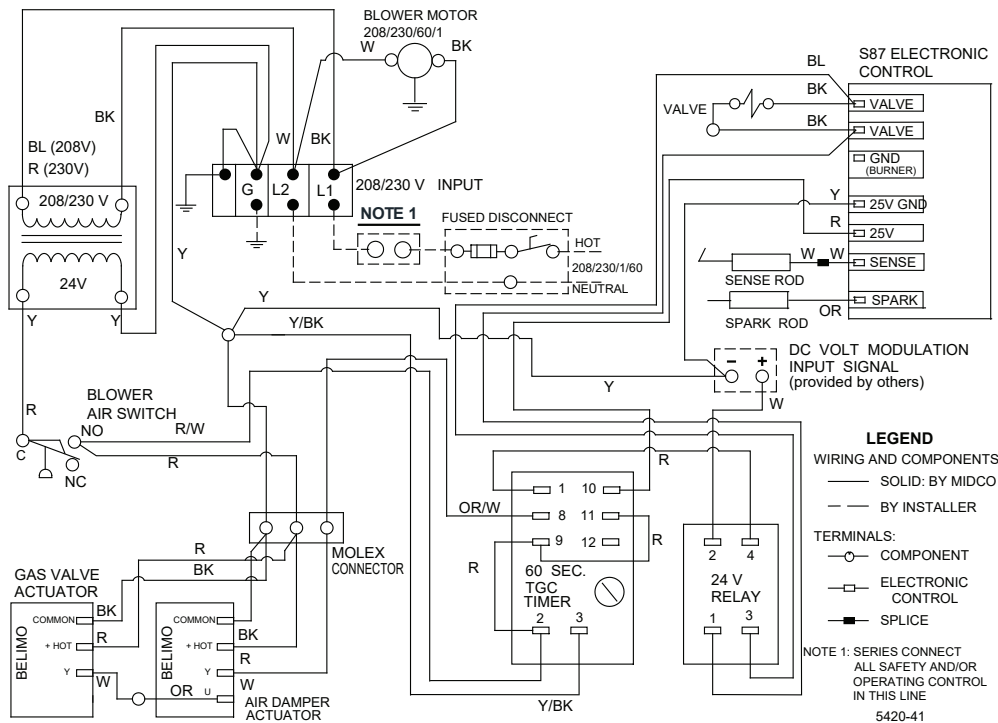 BLOWER MOTOR
208/230/60/1
W
BK
S87 ELECTRONIC
CONTROL
BL
BK
VALVE
VALVE
BK
VALVE
GND
(BURNER)
Y
25V GND
R
25V
W W
SENSE
SENSE ROD
OR
SPARK
SPARK ROD
BK
BL (208V)
R (230V)
208/230 V
24V
Y
Y
W
BK
G
L2
L1
208/230 V INPUT
NOTE 1
FUSED DISCONNECT
HOT
208/230/1/60
NEUTRAL
Y
Y
Y/BK
Y
- +
DC VOLT MODULATION
INPUT SIGNAL
(provided by others)
W
R
BLOWER
AIR SWITCH
NO
R/W
C
R
NC
MOLEX
CONNECTOR
R
BK
GAS VALVE
ACTUATOR
BELIMO
COMMON
BK
+ HOT
R
Y
W
BELIMO
COMMON
BK
+ HOT
R
Y
W
OR
U
AIR DAMPER
ACTUATOR
OR/W
R
R
R
1 10
8 11
9 12
60 SEC.
TGC
TIMER
2 3
Y/BK
2 4
24 V
RELAY
1 3
LEGEND
WIRING AND COMPONENTS
SOLID: BY MIDCO
BY INSTALLER
TERMINALS:
COMPONENT
ELECTRONIC
CONTROL
SPLICE
NOTE 1: SERIES CONNECT
ALL SAFETY AND/OR
OPERATING CONTROL
IN THIS LINE
5420-41